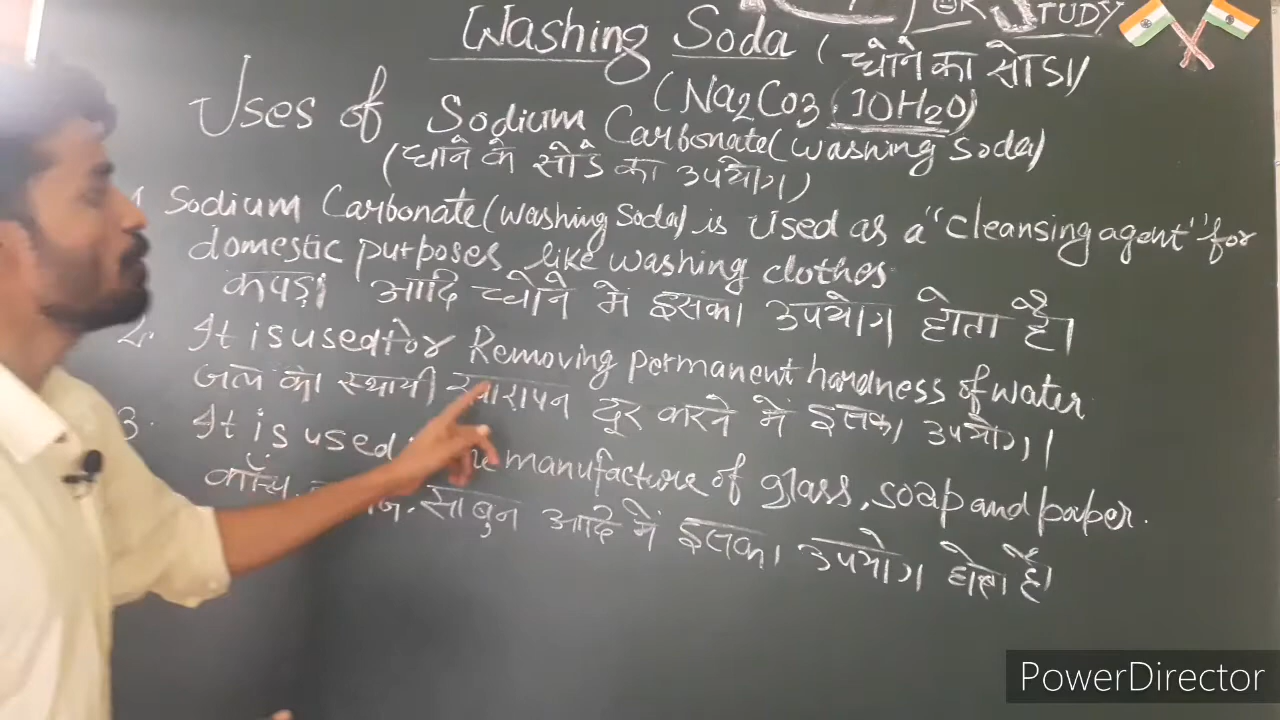 STUDY
Washing Soda (धोने का सोडा)
(Na2Co3.10H2O)
Uses of Sodium Carbonate(washing soda)
(धोने के सोडे का उपयोग)
1. Sodium Carbonate(washing soda) is used as a "cleansing agent" for
domestic purposes like washing clothes
कपड़ा आदि धोने में इसका उपयोग होता है।
2. It is used for Removing permanent hardness of water
जल का स्थायी खारापन दूर करने में इसका उपयोग।
3. It is used manufacture of glass, soap and paper.
काँच. साबुन आदि में इसका उपयोग होता है।
PowerDirector